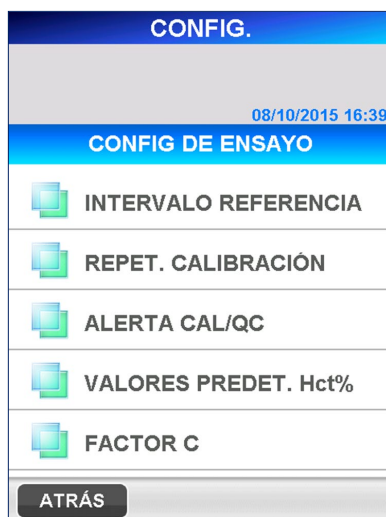 CONFIG.
08/10/2015 16:39
CONFIG DE ENSAYO
INTERVALO REFERENCIA
REPET. CALIBRACIÓN
ALERTA CAL/QC
VALORES PREDET. Hct%
FACTOR C
ATRÁS